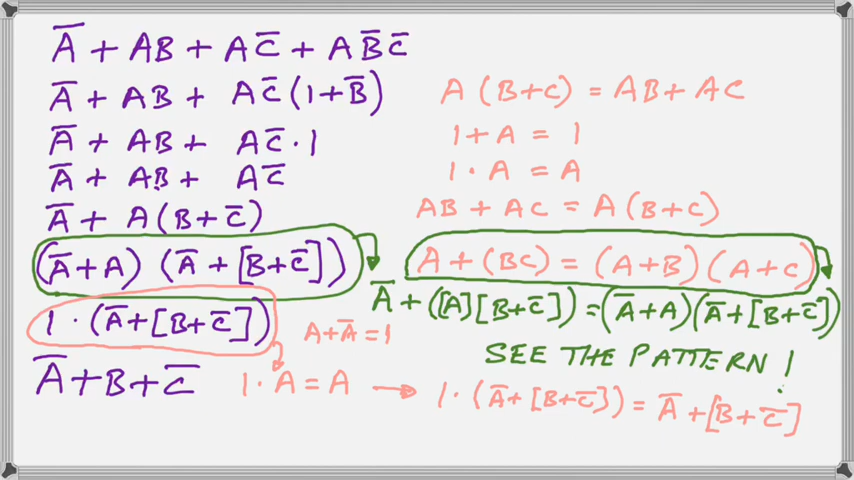 A̅ + AB + AC̅ + AB̅C̅
A̅ + AB + AC̅(1+B̅)
A̅ + AB + AC̅·1
A̅ + AB + AC̅
A̅ + A(B+C̅)
(A̅+A) (A̅+[B+C̅])
1·(A̅+[B+C̅])
A̅+B+C̅
A(B+C) = AB+AC
1+A = 1
1·A = A
AB+AC = A(B+C)
A+(BC) = (A+B)(A+C)
A̅+([A][B+C̅])=(A̅+A)(A̅+[B+C̅])
SEE THE PATTERN!
A+A̅=1
1·A=A → 1·(A̅+[B+C̅])=A̅+[B+C̅]